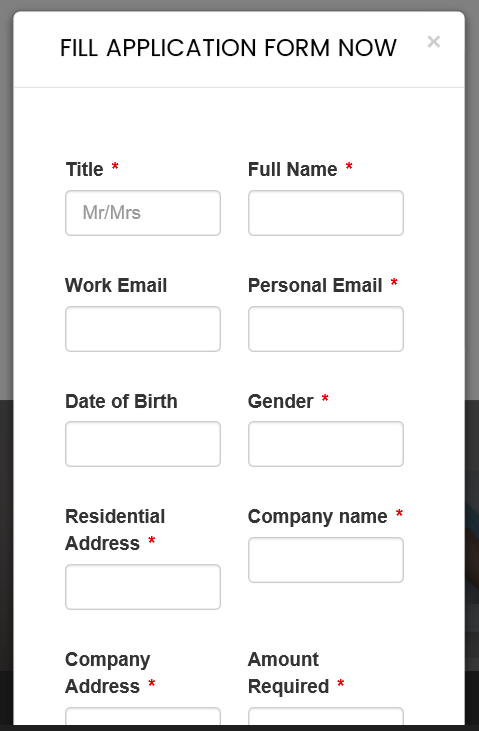 FILL APPLICATION FORM NOW ×
Title * Full Name *
Mr/Mrs
Work Email Personal Email *
Date of Birth Gender *
Residential Address * Company name *
Company Address * Amount Required *